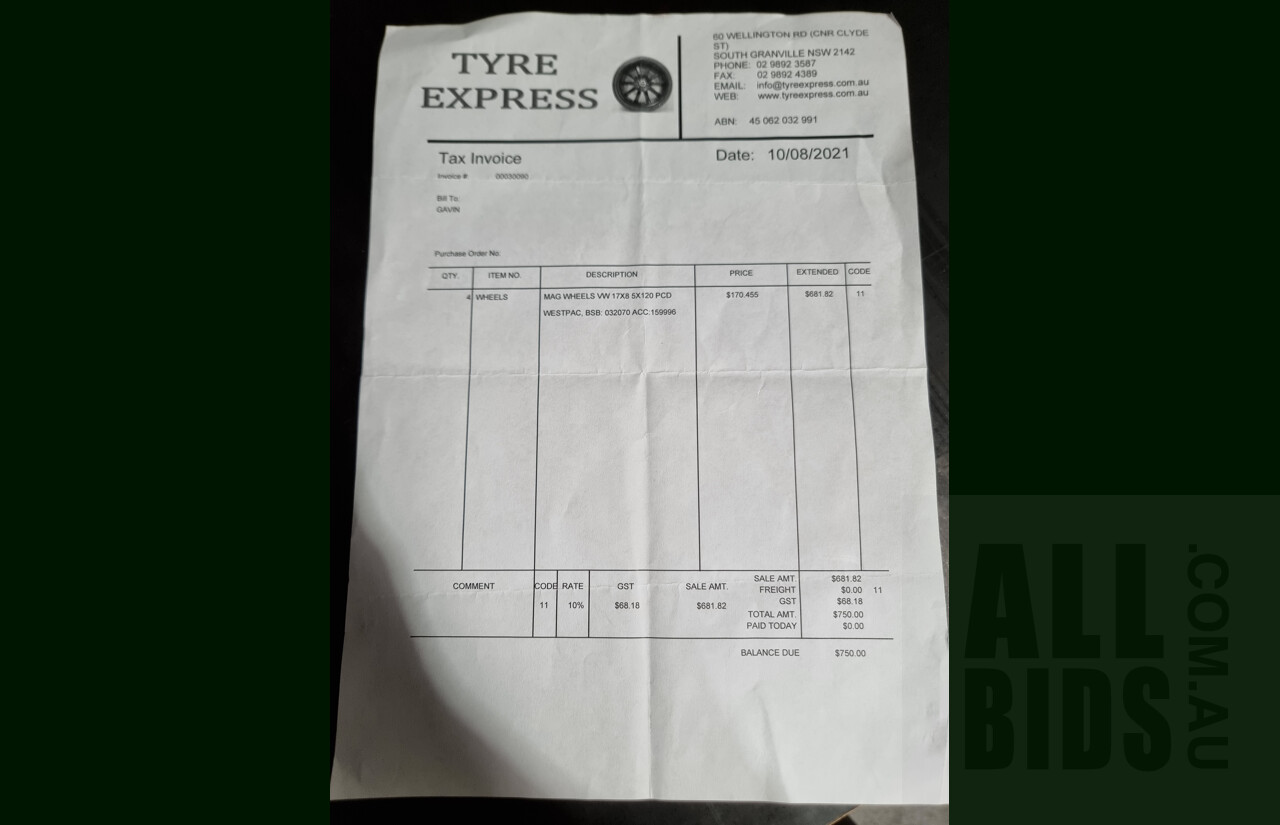 TYRE
EXPRESS
60 WELLINGTON RD (CNR CLYDE
ST)
SOUTH GRANVILLE NSW 2142
PHONE: 02 9892 3587
FAX: 02 9892 4389
EMAIL: info@tyreexpress.com.au
WEB: www.tyreexpress.com.au
ABN: 45 062 032 991
Tax Invoice
Date: 10/08/2021
Invoice #:
Bill To:
GAVIN
Purchase Order No:
QTY. ITEM NO. DESCRIPTION PRICE EXTENDED CODE
4 WHEELS MAG WHEELS VW 17X8 5X120 PCD $170.455 $681.82 11
WESTPAC, BSB: 032070 ACC:159996
COMMENT CODE RATE GST SALE AMT.
11 10% $68.18 $681.82
SALE AMT. $681.82
FREIGHT $0.00 11
GST $68.18
TOTAL AMT. $750.00
PAID TODAY $0.00
BALANCE DUE $750.00
ALL
BIDS
.COM.AU